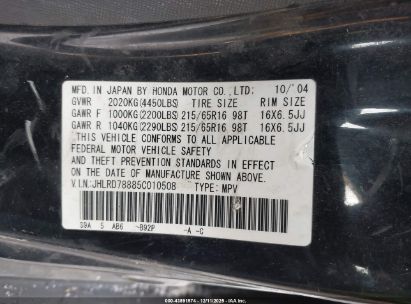 MFD. IN JAPAN BY HONDA MOTOR CO.,LTD: 10/'04
GVWR 2020KG(4450LBS) TIRE SIZE RIM SIZE
GAWR F 1000KG(2200LBS) 215/65R16 98T 16X6.5JJ
GAWR R 1040KG(2290LBS) 215/65R16 98T 16X6.5JJ
THIS VEHICLE CONFORMS TO ALL APPLICABLE
FEDERAL MOTOR VEHICLE SAFETY AND
ANTI-THEFT PREVENTION STANDARDS IN EFFECT
ON THE DATE OF MANUFACTURE SHOWN ABOVE.
V.I.N:JHLRD78885C010508 TYPE: MPV
S9A 5 AB6 -B92P -A -C